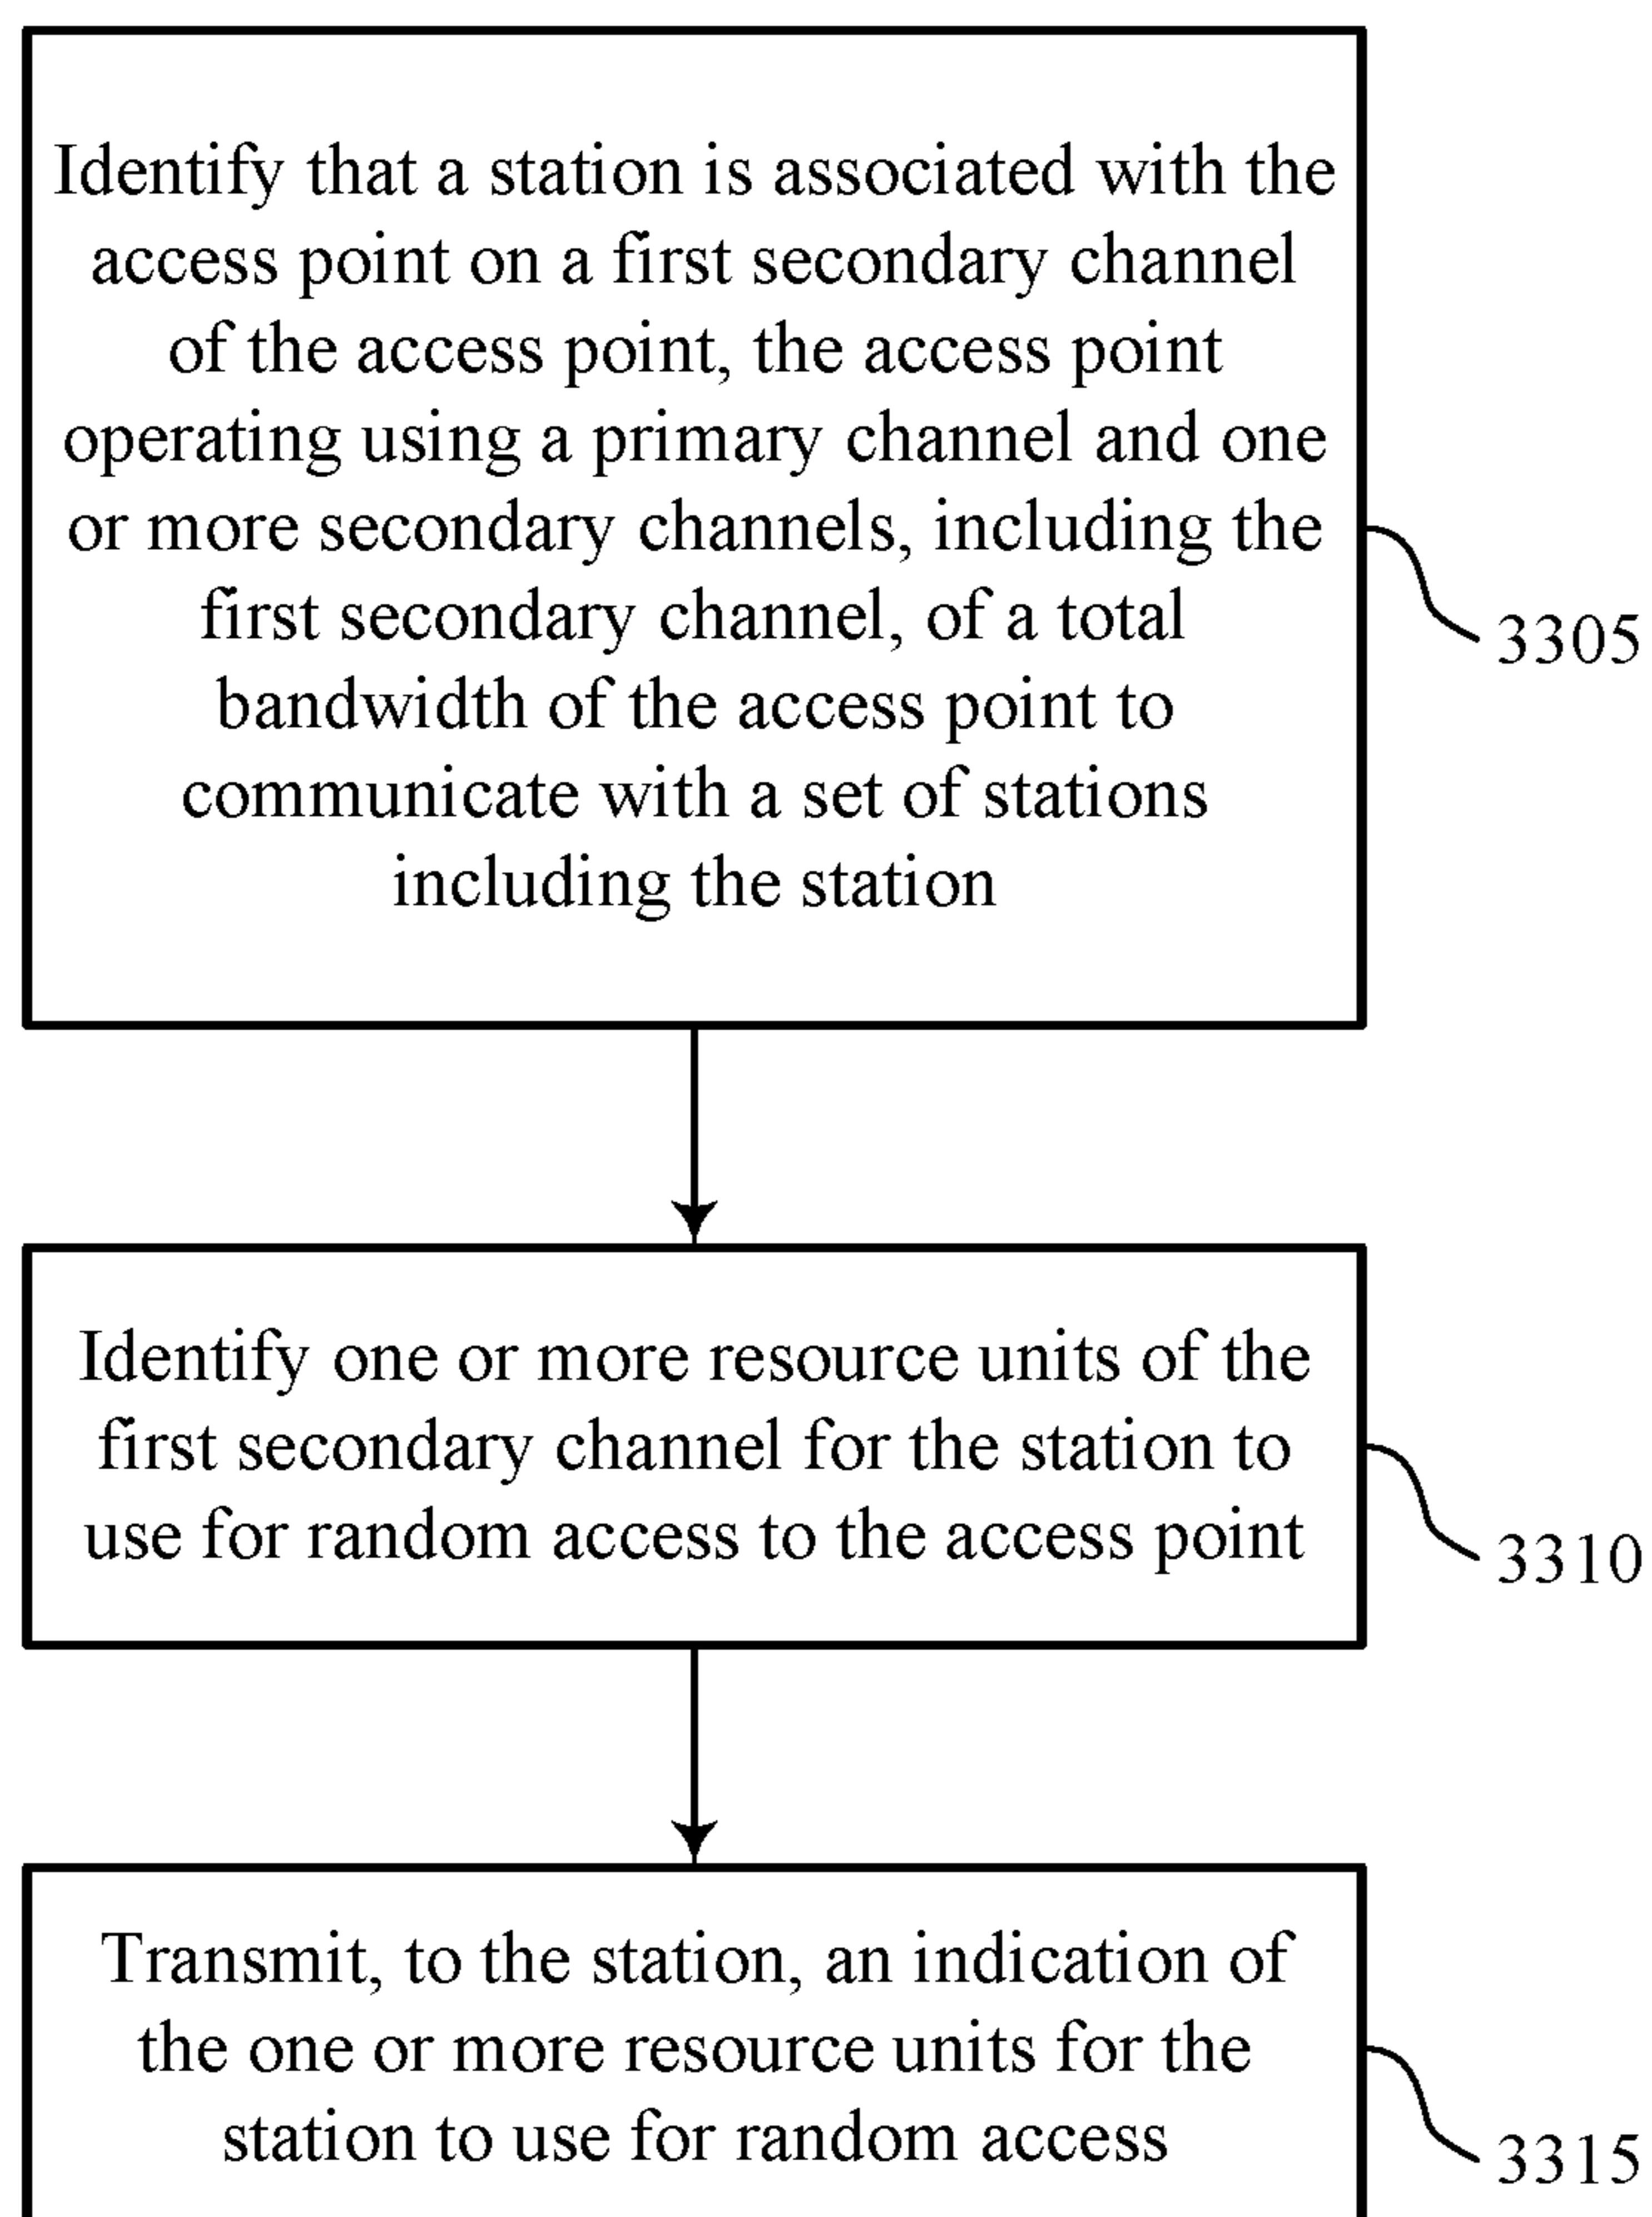 Identify that a station is associated with the
access point on a first secondary channel
of the access point, the access point
operating using a primary channel and one
or more secondary channels, including the
first secondary channel, of a total
bandwidth of the access point to
communicate with a set of stations
including the station
3305
Identify one or more resource units of the
first secondary channel for the station to
use for random access to the access point
3310
Transmit, to the station, an indication of
the one or more resource units for the
station to use for random access
3315